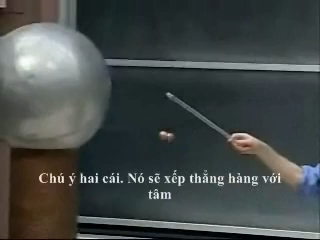 Chú ý hai cái. Nó sẽ xếp thẳng hàng với
tâm